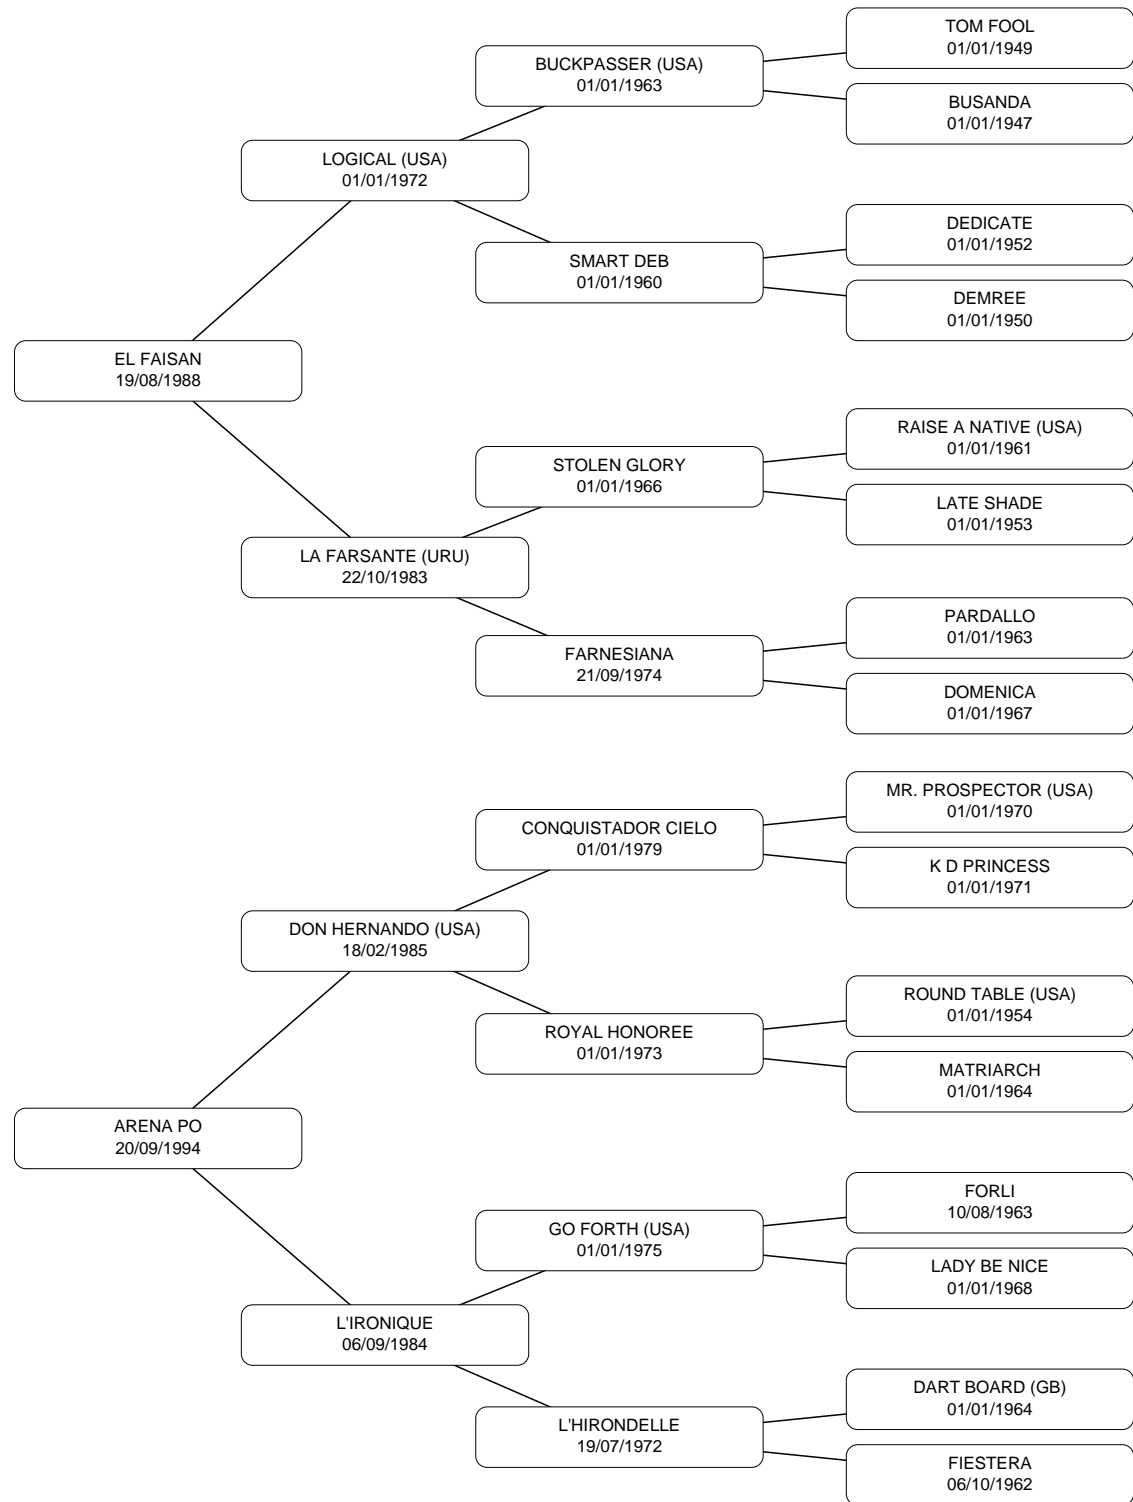 TOM FOOL
01/01/1949
BUCKPASSER (USA)
01/01/1963
BUSANDA
01/01/1947
LOGICAL (USA)
01/01/1972
DEDICATE
01/01/1952
SMART DEB
01/01/1960
DEMREE
01/01/1950
EL FAISAN
19/08/1988
RAISE A NATIVE (USA)
01/01/1961
STOLEN GLORY
01/01/1966
LATE SHADE
01/01/1953
LA FARSANTE (URU)
22/10/1983
PARDALLO
01/01/1963
FARNESIANA
21/09/1974
DOMENICA
01/01/1967
MR. PROSPECTOR (USA)
01/01/1970
CONQUISTADOR CIELO
01/01/1979
K D PRINCESS
01/01/1971
DON HERNANDO (USA)
18/02/1985
ROUND TABLE (USA)
01/01/1954
ROYAL HONOREE
01/01/1973
MATRIARCH
01/01/1964
ARENA PO
20/09/1994
FORLI
10/08/1963
GO FORTH (USA)
01/01/1975
LADY BE NICE
01/01/1968
L'IRONIQUE
06/09/1984
DART BOARD (GB)
01/01/1964
L'HIRONDELLE
19/07/1972
FIESTERA
06/10/1962